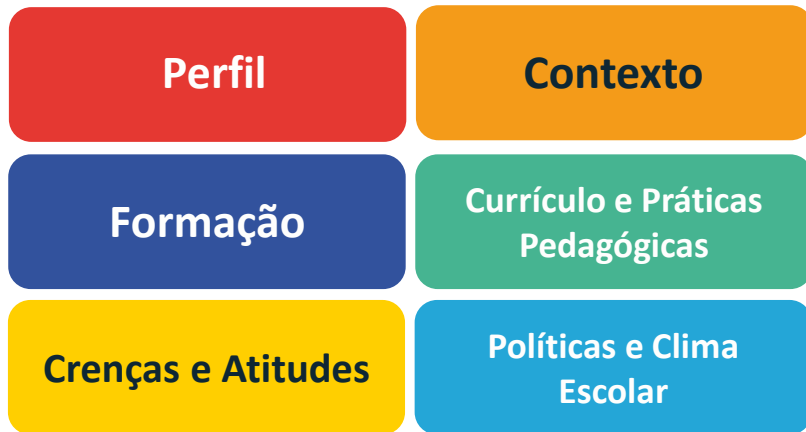 Perfil
Contexto
Formação
Currículo e Práticas
Pedagógicas
Crenças e Atitudes
Políticas e Clima
Escolar